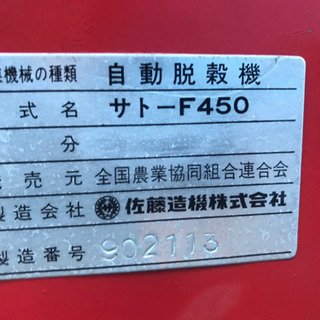 機械の種類 自動脱穀機
式名 サトーF450
分
売元 全国農業協同組合連合会
製造会社 佐藤造機株式会社
製造番号 902113